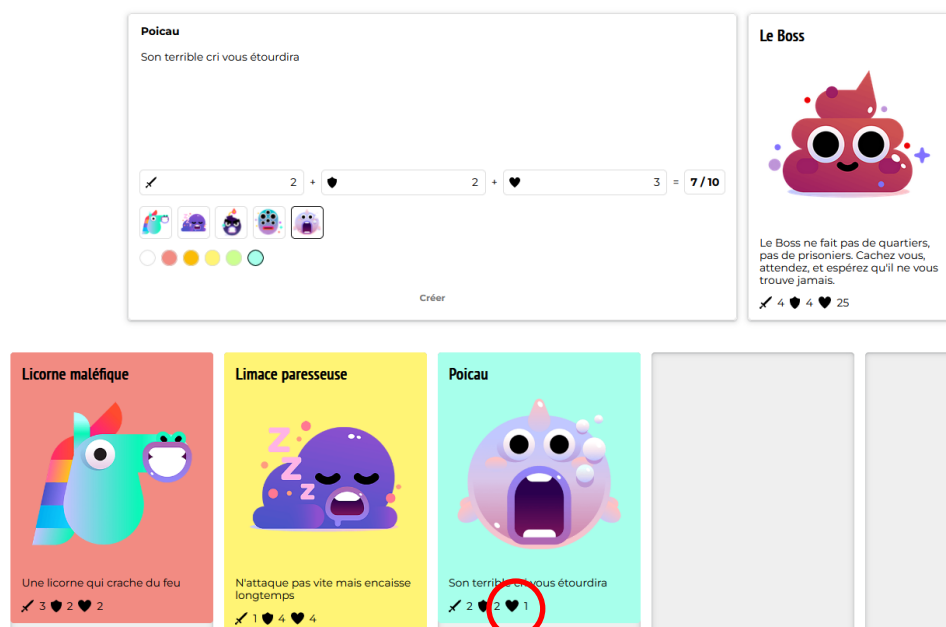 Poicau
Son terrible cri vous étourdira
2 + 2 + 3 = 7 / 10
Créer
Le Boss
Le Boss ne fait pas de quartiers,
pas de prisoniers. Cachez vous,
attendez, et espérez qu'il ne vous
trouve jamais.
4 4 25
Licorne maléfique
Une licorne qui crache du feu
3 2 2
Limace paresseuse
Z
Z
Z
N'attaque pas vite mais encaisse
longtemps
1 4 4
Poicau
Son terrible cri vous étourdira
2 2 1